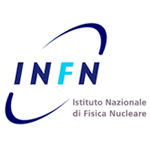 INFN
Istituto Nazionale
di Fisica Nucleare